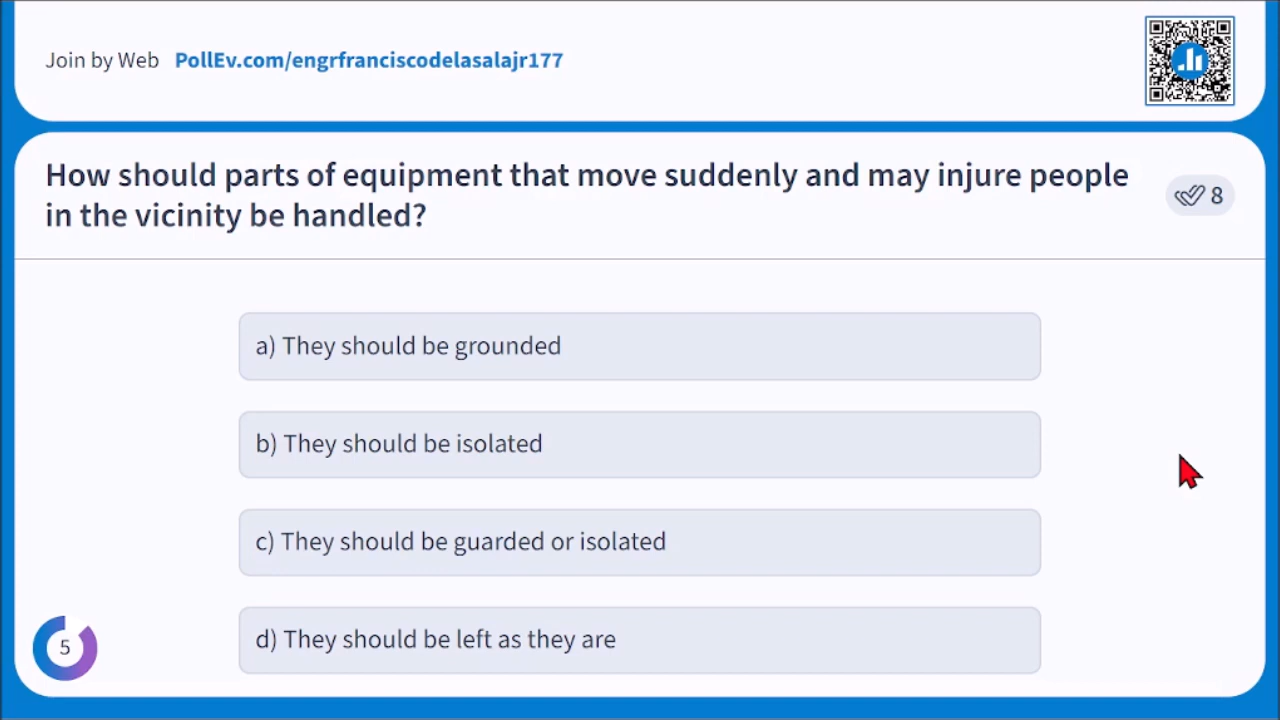 Join by Web PollEv.com/engrfranciscodelasalajr177
How should parts of equipment that move suddenly and may injure people
in the vicinity be handled?
8
a) They should be grounded
b) They should be isolated
c) They should be guarded or isolated
d) They should be left as they are
5